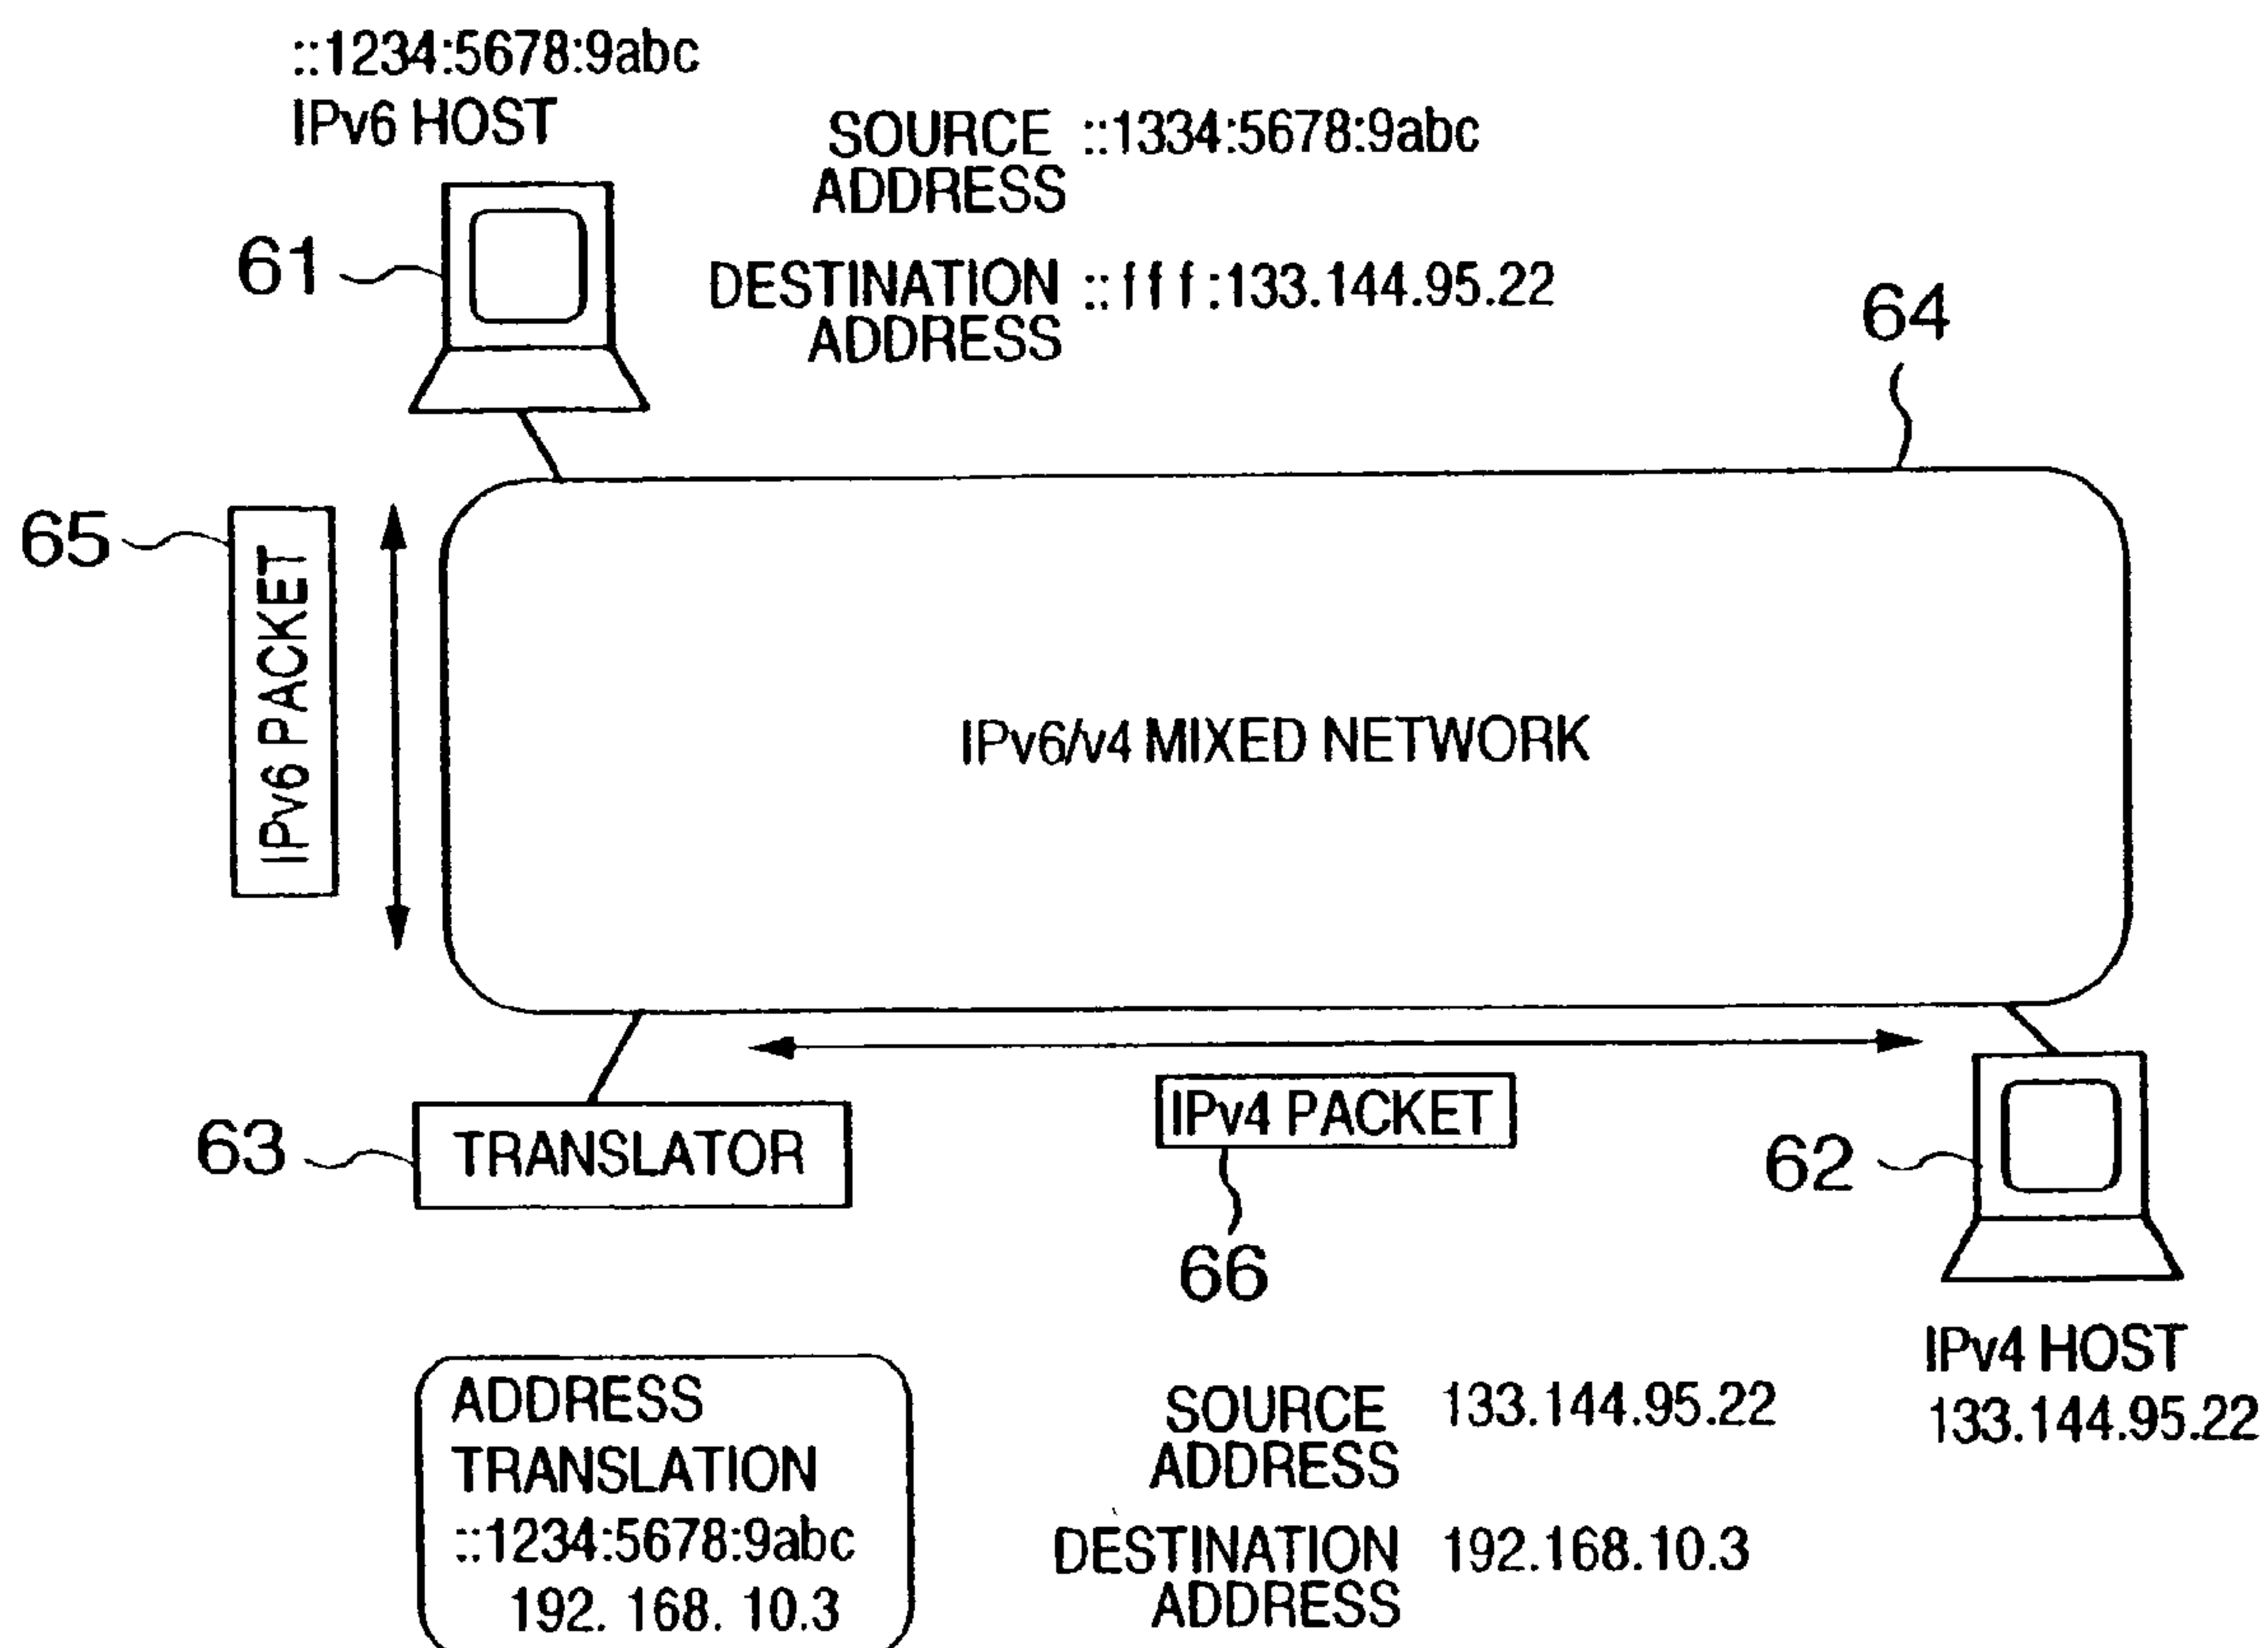 ::1234:5678:9abc
IPv6 HOST
SOURCE ::1334:5678:9abc
ADDRESS
61
DESTINATION ::fff:133.144.95.22
ADDRESS
64
65
IPv6 PACKET
IPv6/v4 MIXED NETWORK
63
TRANSLATOR
IPv4 PACKET
62
66
IPv4 HOST
133.144.95.22
ADDRESS
TRANSLATION
::1234:5678:9abc
192. 168. 10.3
SOURCE 133.144.95.22
ADDRESS
DESTINATION 192.168.10.3
ADDRESS